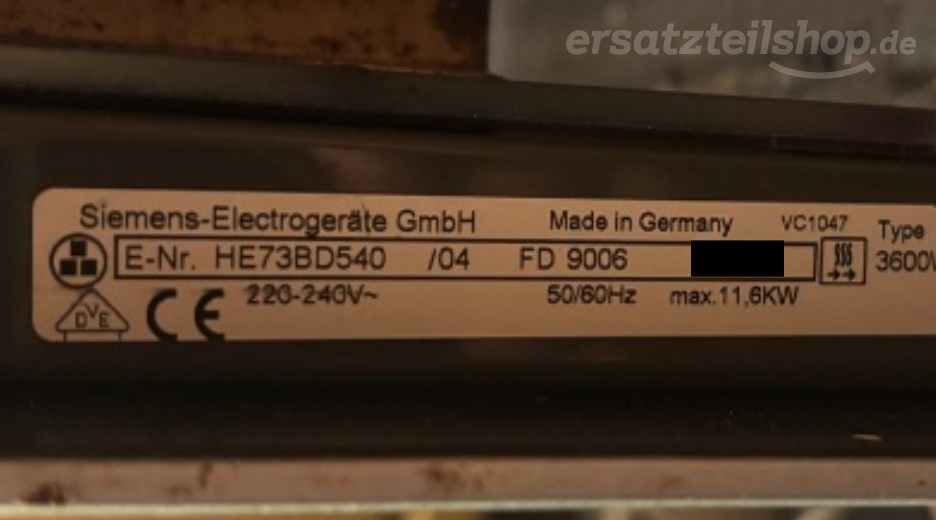 ersatzteilshop.de
Siemens-Electrogeräte GmbH Made in Germany VC1047 Type
E-Nr. HE73BD540 /04 FD 9006 3600W
DVE CE 220-240V~ 50/60Hz max.11,6KW